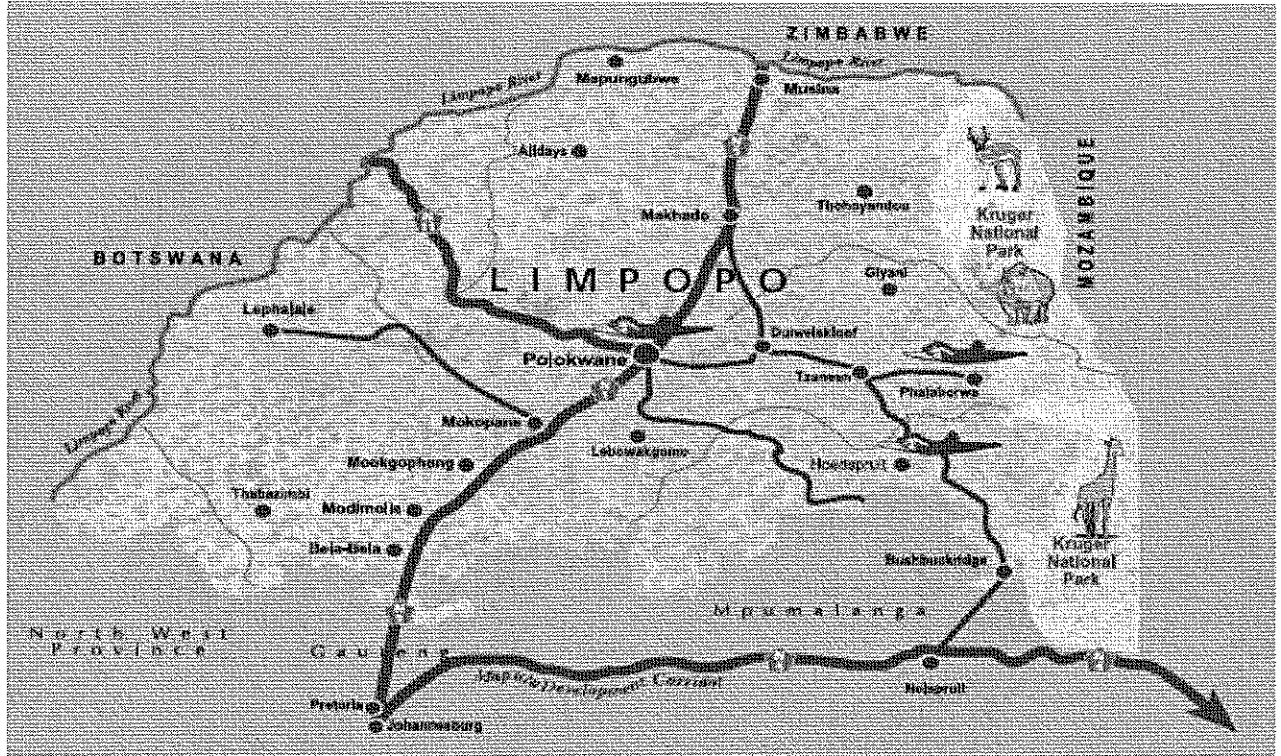 ZIMBABWE
Limpopo River
Limpopo River
Mapungubwe
Musina
Alldays
MOZAMBIQUE
Thohoyandou
Makhado
Kruger
National
Park
BOTSWANA
LIMPOPO
Giyani
Lephalale
Duiwelskloof
Polokwane
Tzaneen
Phalaborwa
Limpopo River
Mokopane
Lebowakgomo
Mookgophong
Hoedspruit
Thabazimbi
Modimolle
Bela-Bela
Kruger
National
Park
Bushbuckridge
Mpumalanga
North West
Province
Gauteng
Maputo Development Corridor
Nelspruit
Pretoria
Johannesburg